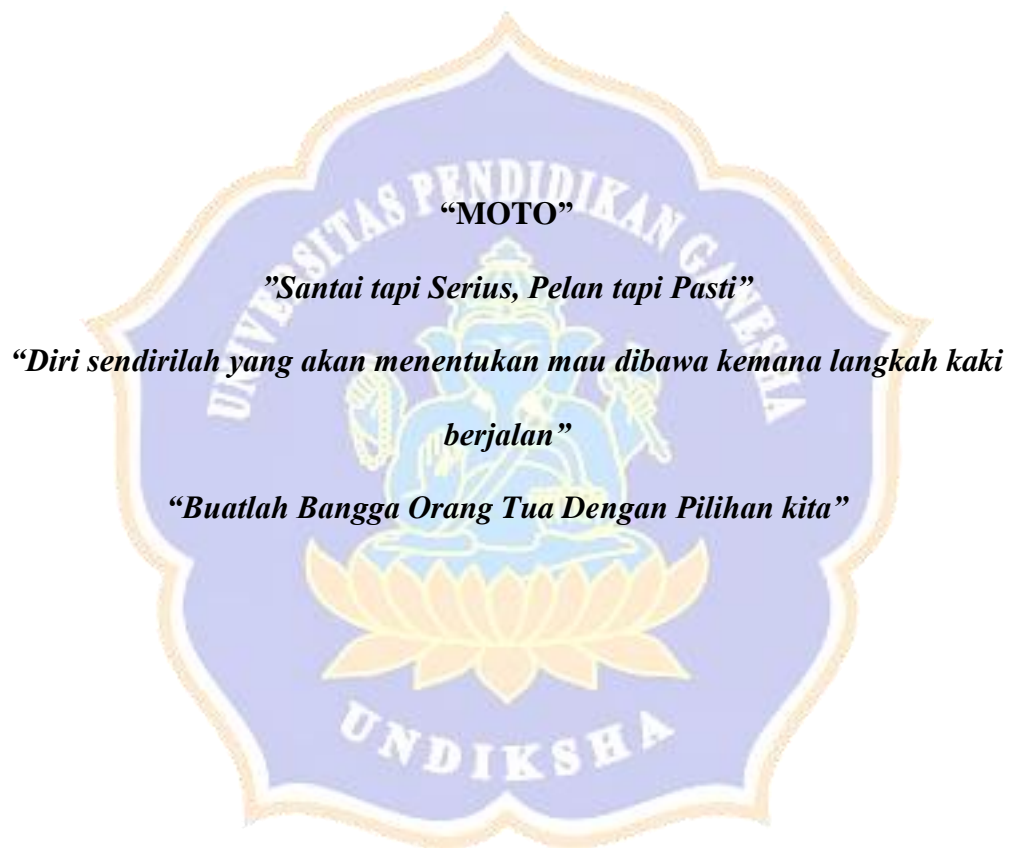 UNIVERSITAS PENDIDIKAN GANESHA
“MOTO”
”Santai tapi Serius, Pelan tapi Pasti”
“Diri sendirilah yang akan menentukan mau dibawa kemana langkah kaki
berjalan”
“Buatlah Bangga Orang Tua Dengan Pilihan kita”
UNDIKSHA